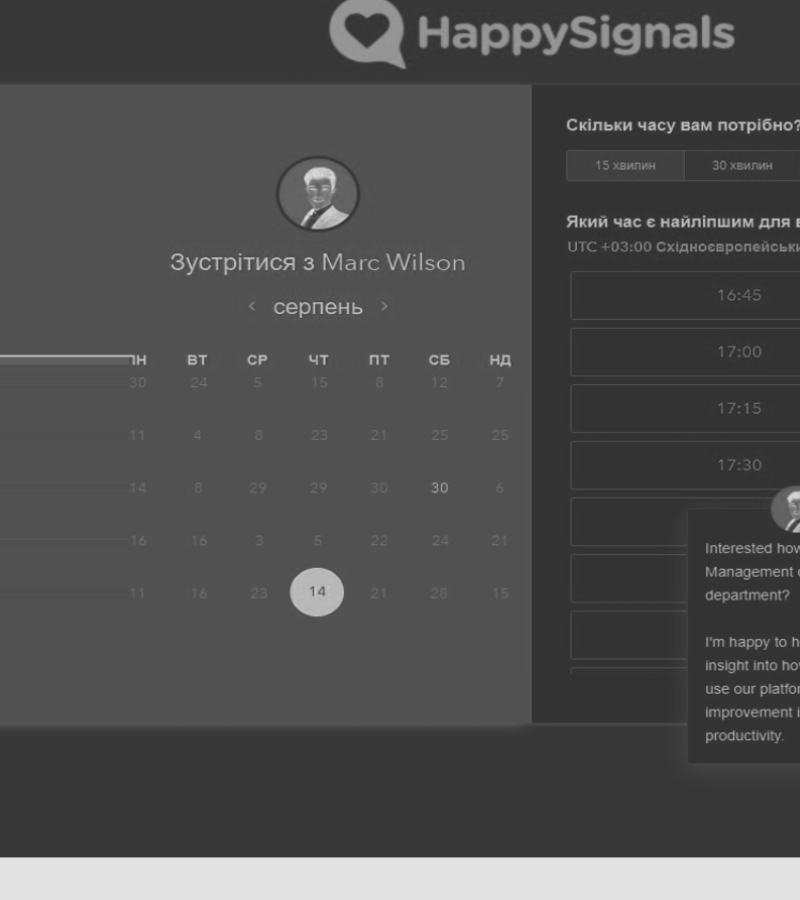 HappySignals
Зустрітися з Marc Wilson
< серпень >
ПН ВТ СР ЧТ ПТ СБ НД
30 24 5 15 8 12 7
11 4 8 23 21 25 25
14 8 29 29 30 30 6
16 16 3 5 22 24 21
11 16 23 14 21 28 15
Скільки часу вам потрібно?
15 хвилин 30 хвилин
Який час є найліпшим для в
UTC +03:00 Східноєвропейськи
16:45
17:00
17:15
17:30
Interested how
Management
department?
I'm happy to h
insight into how
use our platfor
improvement i
productivity.